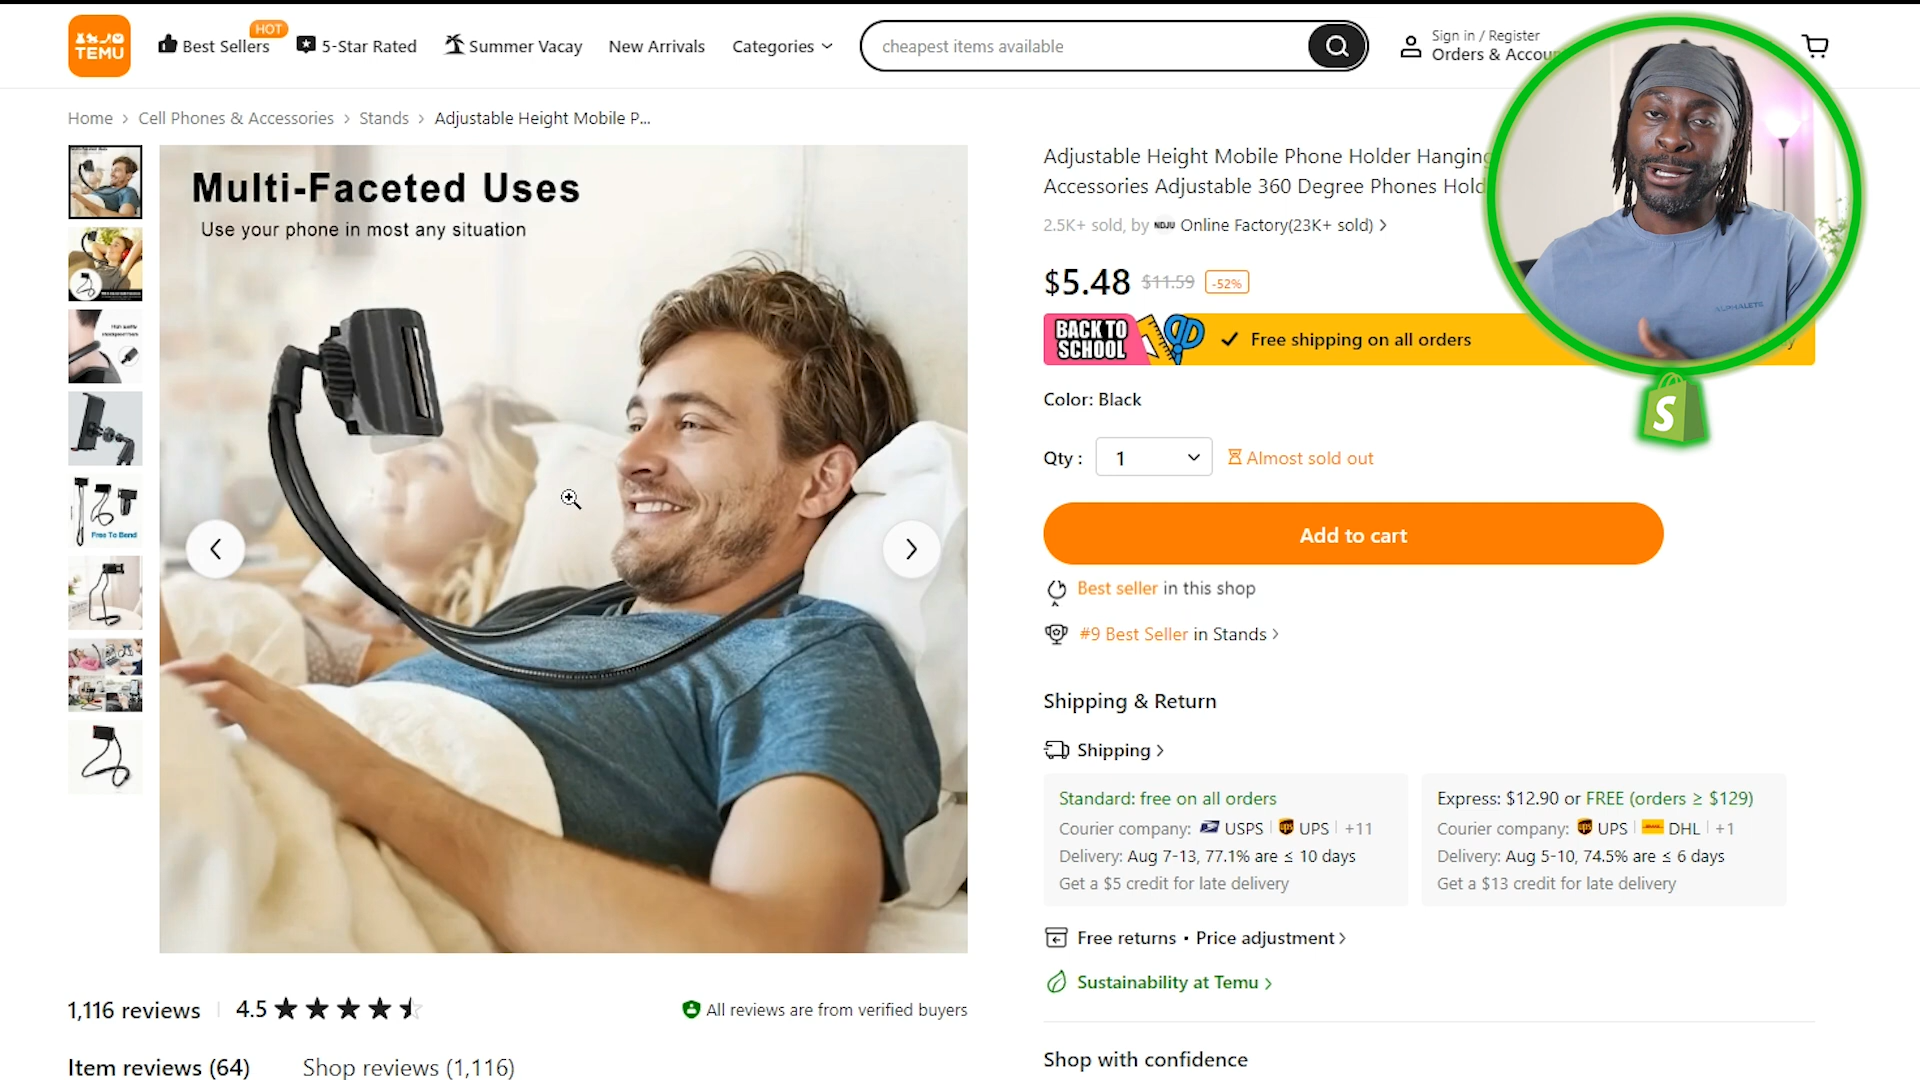 TEMU
Best Sellers
HOT
5-Star Rated
Summer Vacay
New Arrivals
Categories
cheapest items available
Sign in / Register
Orders & Accou
Home > Cell Phones & Accessories > Stands > Adjustable Height Mobile P...
Multi-Faceted Uses
Use your phone in most any situation
Free To Bend
Adjustable Height Mobile Phone Holder Hanging
Accessories Adjustable 360 Degree Phones Hold
2.5K+ sold, by NDJU Online Factory(23K+ sold) >
$5.48 $11.59 -52%
BACK TO
SCHOOL
Free shipping on all orders
Color: Black
Qty : 1
Almost sold out
Add to cart
Best seller in this shop
#9 Best Seller in Stands >
Shipping & Return
Shipping >
Standard: free on all orders
Courier company: USPS | UPS | +11
Delivery: Aug 7-13, 77.1% are ≤ 10 days
Get a $5 credit for late delivery
Express: $12.90 or FREE (orders ≥ $129)
Courier company: UPS | DHL | +1
Delivery: Aug 5-10, 74.5% are ≤ 6 days
Get a $13 credit for late delivery
Free returns • Price adjustment >
Sustainability at Temu >
Shop with confidence
1,116 reviews | 4.5
All reviews are from verified buyers
Item reviews (64)
Shop reviews (1,116)